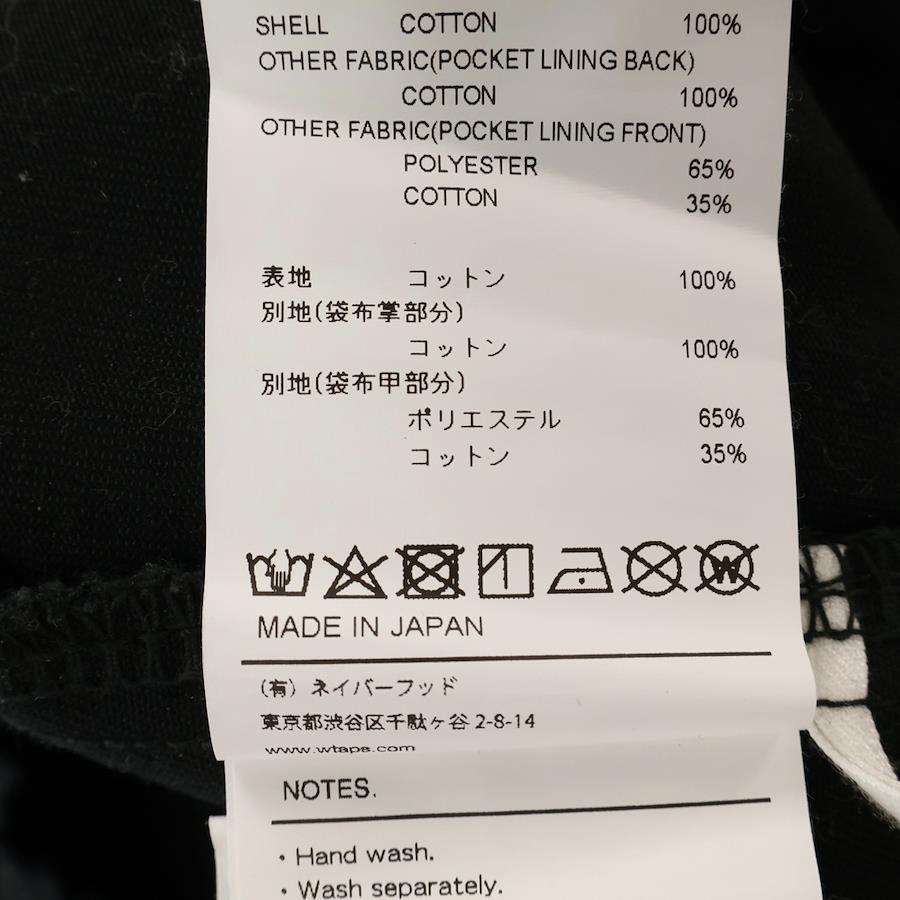 SHELL COTTON 100%
OTHER FABRIC(POCKET LINING BACK)
COTTON 100%
OTHER FABRIC(POCKET LINING FRONT)
POLYESTER 65%
COTTON 35%
表地 コットン 100%
別地(袋布掌部分)
コットン 100%
別地(袋布甲部分)
ポリエステル 65%
コットン 35%
W
MADE IN JAPAN
(有) ネイバーフッド
東京都渋谷区千駄ヶ谷 2-8-14
www.wtaps.com
NOTES.
・Hand wash.
・Wash separately.